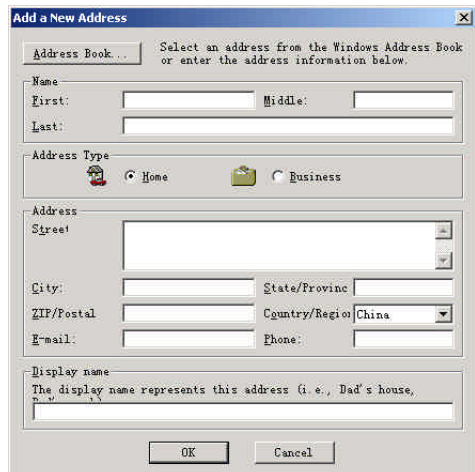 Add a New Address
Address Book...
Select an address from the Windows Address Book
or enter the address information below.
Name
First:
Middle:
Last:
Address Type
Home
Business
Address
Street
City:
State/Provinc
ZIP/Postal
Country/Region
China
E-mail:
Phone:
Display name
The display name represents this address (i.e., Dad's house,
OK
Cancel